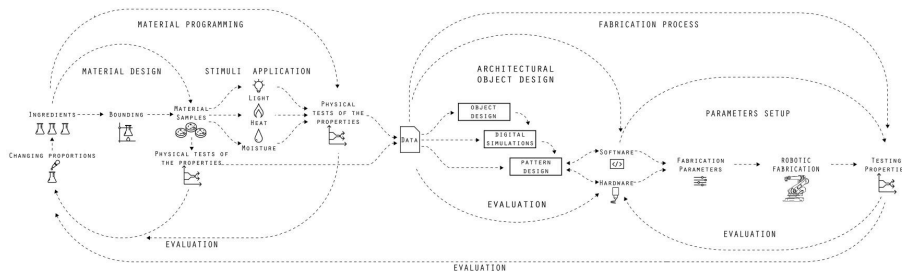 MATERIAL PROGRAMMING
FABRICATION PROCESS
MATERIAL DESIGN
STIMULI APPLICATION
ARCHITECTURAL
OBJECT DESIGN
PARAMETERS SETUP
LIGHT
HEAT
MOISTURE
INGREDIENTS
BOUNDING
MATERIAL
SAMPLES
PHYSICAL
TESTS OF THE
PROPERTIES
CHANGING PROPORTIONS
PHYSICAL TESTS OF
THE PROPERTIES
DATA
OBJECT
DESIGN
DIGITAL
SIMULATIONS
PATTERN
DESIGN
SOFTWARE
</>
HARDWARE
FABRICATION
PARAMETERS
ROBOTIC
FABRICATION
TESTING
PROPERTIE
EVALUATION
EVALUATION
EVALUATION
EVALUATION